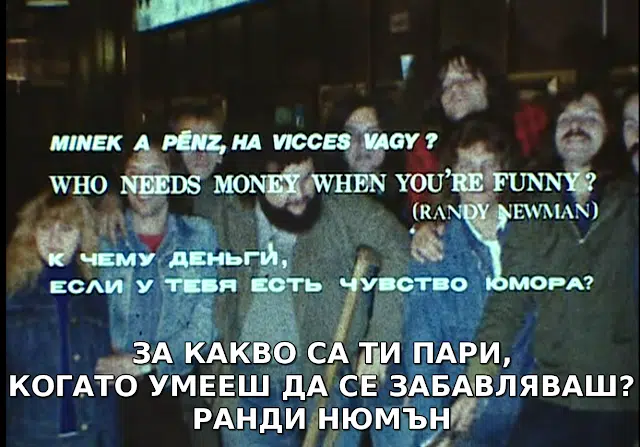 MINEK A PÉNZ, HA VICCES VAGY?
WHO NEEDS MONEY WHEN YOU'RE FUNNY?
(RANDY NEWMAN)
К ЧЕМУ ДЕНЬГИ,
ЕСЛИ У ТЕБЯ ЕСТЬ ЧУВСТВО ЮМОРА?
ЗА КАКВО СА ТИ ПАРИ,
КОГАТО УМЕЕШ ДА СЕ ЗАБАВЛЯВАШ?
РАНДИ НЮМЪН